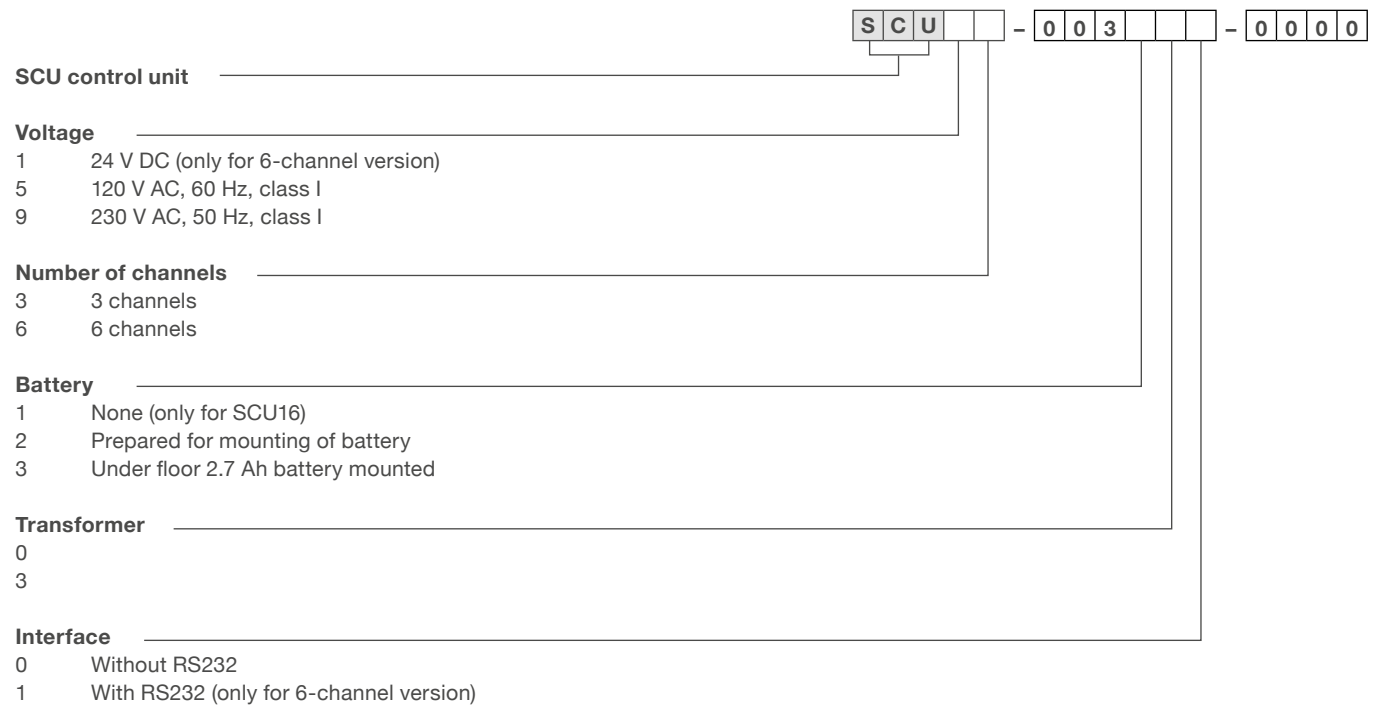 S C U – 0 0 3 – 0 0 0 0
SCU control unit
Voltage
1 24 V DC (only for 6-channel version)
5 120 V AC, 60 Hz, class I
9 230 V AC, 50 Hz, class I
Number of channels
3 3 channels
6 6 channels
Battery
1 None (only for SCU16)
2 Prepared for mounting of battery
3 Under floor 2.7 Ah battery mounted
Transformer
0
3
Interface
0 Without RS232
1 With RS232 (only for 6-channel version)